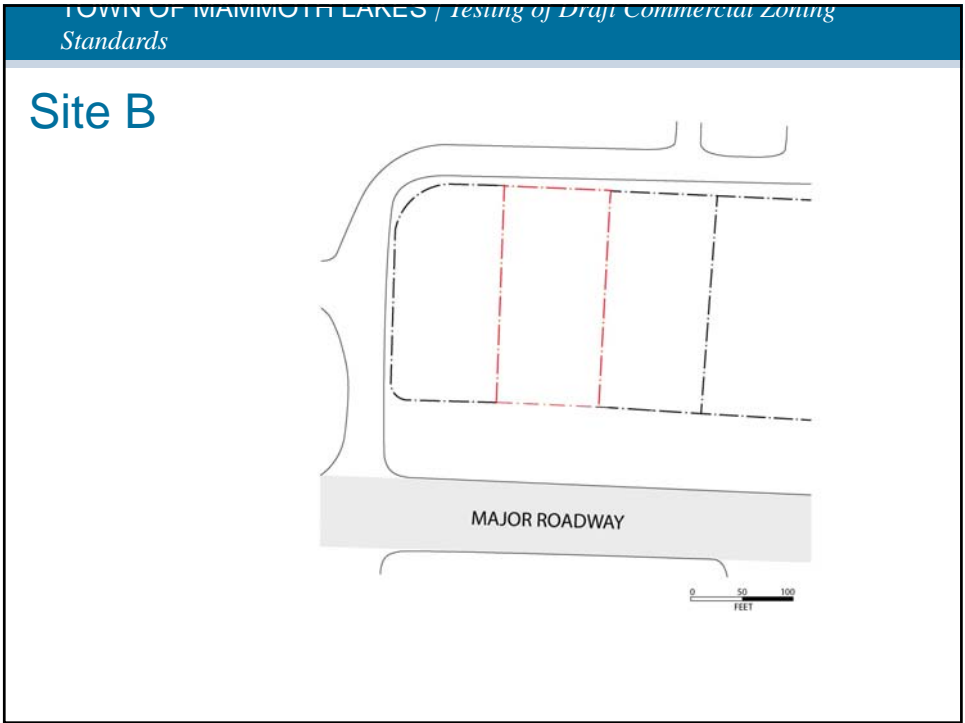 TOWN OF MAMMOTH LAKES | Testing of Draft Commercial Zoning
Standards
Site B
MAJOR ROADWAY
0 50 100
FEET